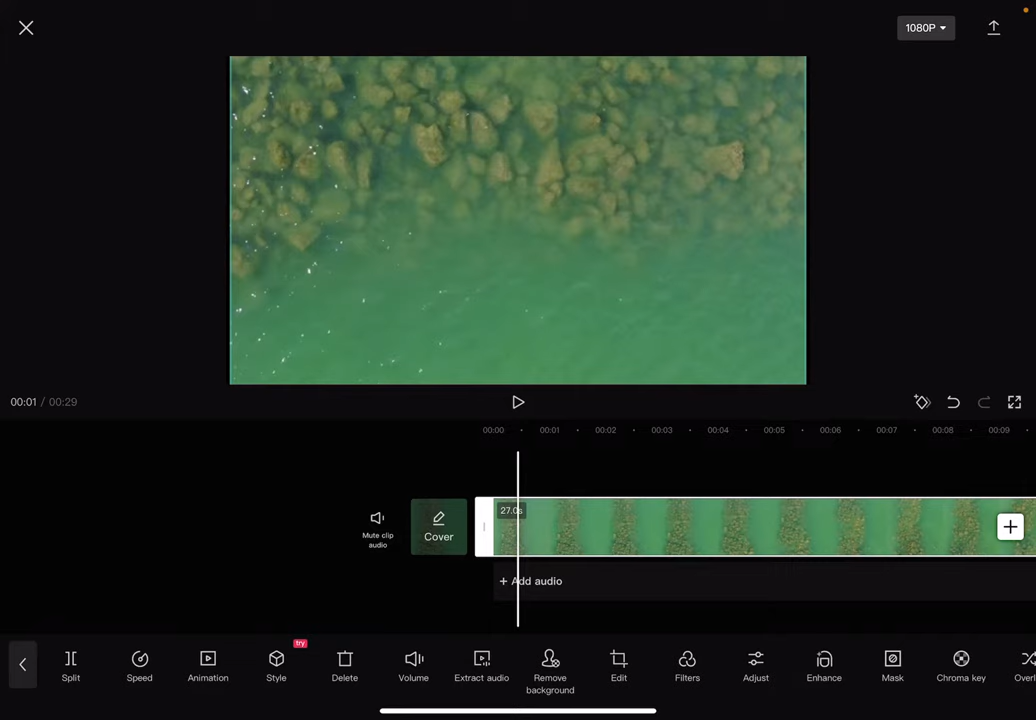 1080P
00:01 / 00:29
00:00 00:01 00:02 00:03 00:04 00:05 00:06 00:07 00:08 00:09
Mute clip
audio
Cover
27.0s
+ Add audio
try
Split
Speed
Animation
Style
Delete
Volume
Extract audio
Remove
background
Edit
Filters
Adjust
Enhance
Mask
Chroma key
Overl